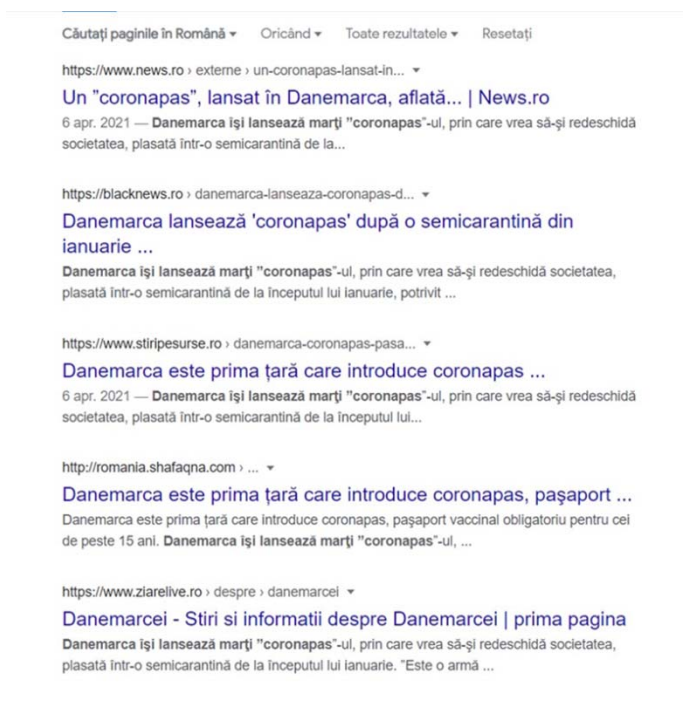 Căutați paginile în Română Oricând Toate rezultatele Resetați
https://www.news.ro › externe › un-coronapas-lansat-in...
Un "coronapas”, lansat în Danemarca, aflată... | News.ro
6 apr. 2021 — Danemarca îşi lansează marţi ”coronapas”-ul, prin care vrea să-şi redeschidă
societatea, plasată într-o semicarantină de la...
https://blacknews.ro › danemarca-lanseaza-coronapas-d...
Danemarca lansează 'coronapas' după o semicarantină din
ianuarie ...
Danemarca îşi lansează marţi ”coronapas”-ul, prin care vrea să-şi redeschidă societatea,
plasată într-o semicarantină de la începutul lui ianuarie, potrivit ...
https://www.stiripesurse.ro › danemarca-coronapas-pasa...
Danemarca este prima țară care introduce coronapas ...
6 apr. 2021 — Danemarca îşi lansează marţi ”coronapas”-ul, prin care vrea să-şi redeschidă
societatea, plasată într-o semicarantină de la începutul lui...
http://romania.shafaqna.com › ...
Danemarca este prima țară care introduce coronapas, paşaport ...
Danemarca este prima țară care introduce coronapas, paşaport vaccinal obligatoriu pentru cei
de peste 15 ani. Danemarca îşi lansează marţi ”coronapas”-ul, ...
https://www.ziarelive.ro › despre › danemarcei
Danemarcei - Stiri si informatii despre Danemarcei | prima pagina
Danemarca îşi lansează marţi ”coronapas”-ul, prin care vrea să-şi redeschidă societatea,
plasată într-o semicarantină de la începutul lui ianuarie. ”Este o armă ...